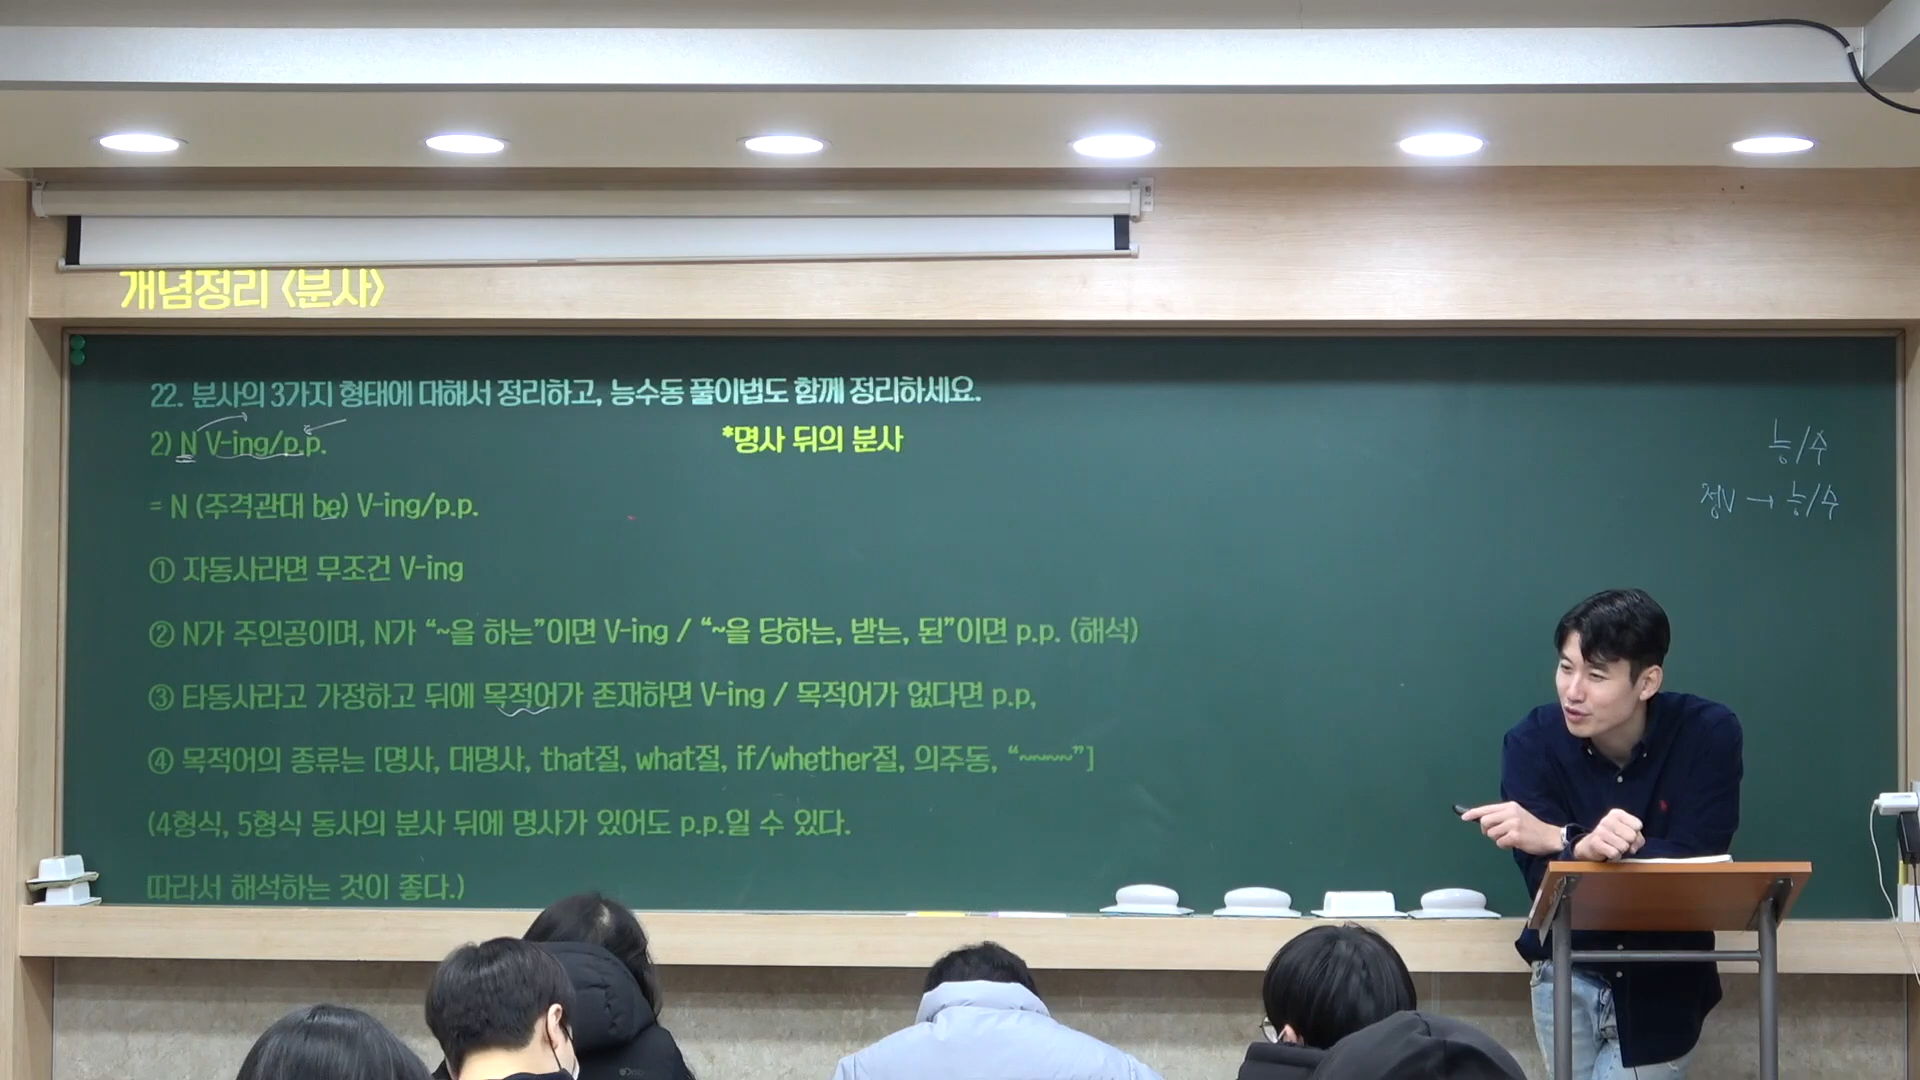 개념정리 <분사>
22. 분사의 3가지 형태에 대해서 정리하고, 능수동 풀이법도 함께 정리하세요.
2) N V-ing/p.p.
*명사 뒤의 분사
= N (주격관대 be) V-ing/p.p.
① 자동사라면 무조건 V-ing
② N가 주인공이며, N가 “~을 하는”이면 V-ing / “~을 당하는, 받는, 된”이면 p.p. (해석)
③ 타동사라고 가정하고 뒤에 목적어가 존재하면 V-ing / 목적어가 없다면 p.p,
④ 목적어의 종류는 [명사, 대명사, that절, what절, if/whether절, 의주동, “~~~~”]
(4형식, 5형식 동사의 분사 뒤에 명사가 있어도 p.p.일 수 있다.
따라서 해석하는 것이 좋다.)
능/수
정V → 능/수